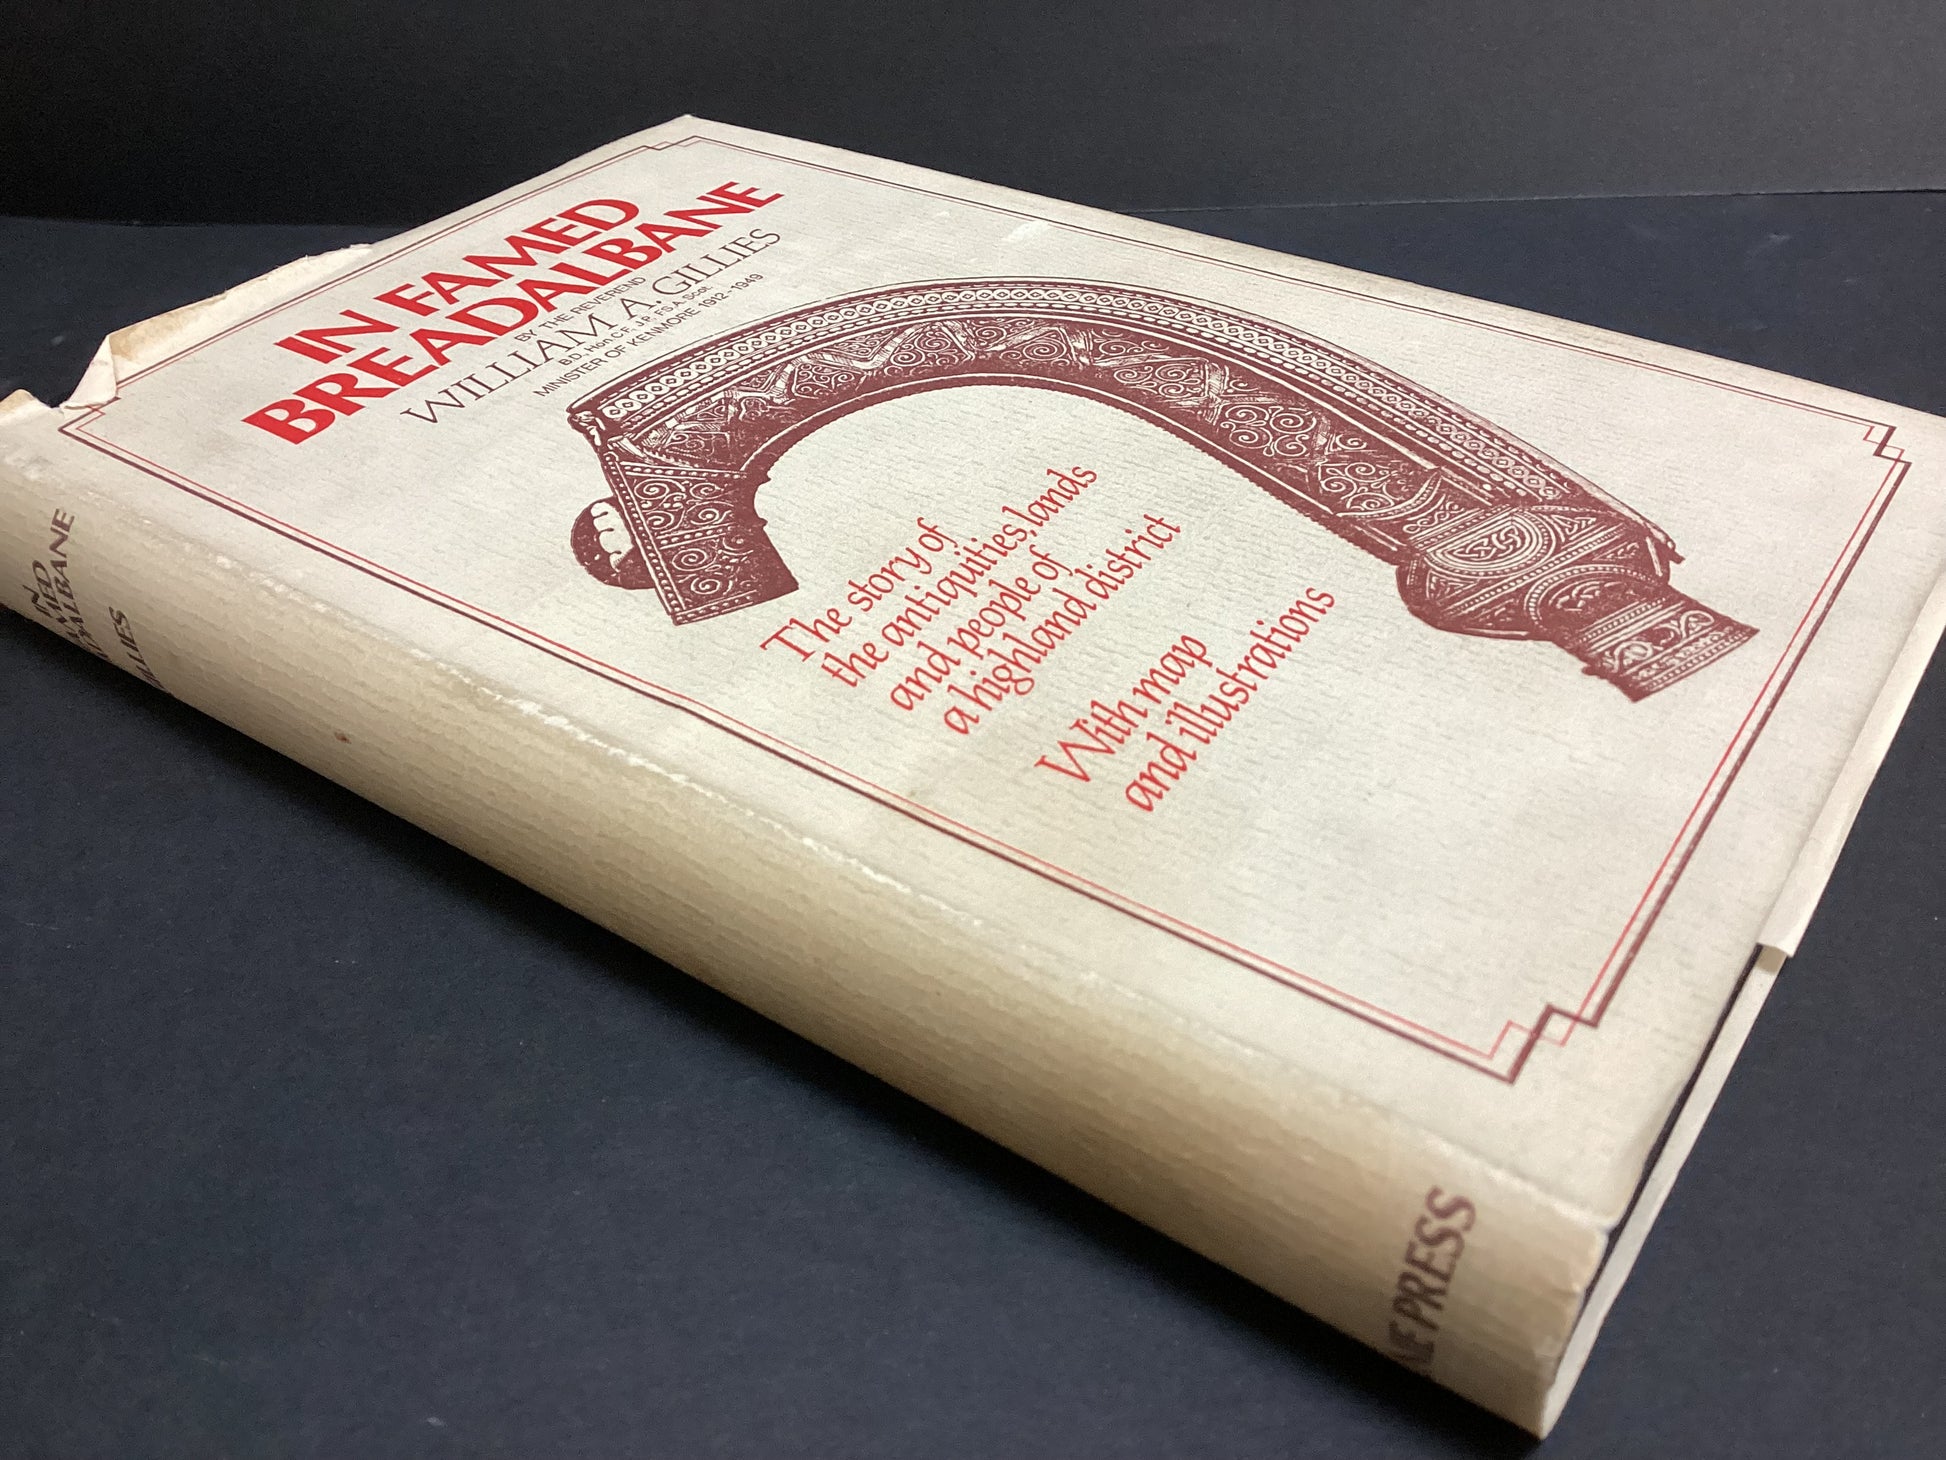 IN FAMED
BREADALBANE
BY THE REVEREND
WILLIAM A. GILLIES
B.D., Hon.C.F., J.P., F.S.A.Scot.
MINISTER OF KENMORE 1912-1949
The story of
the antiquities, lands
and people of
a highland district
With map
and illustrations
PRESS